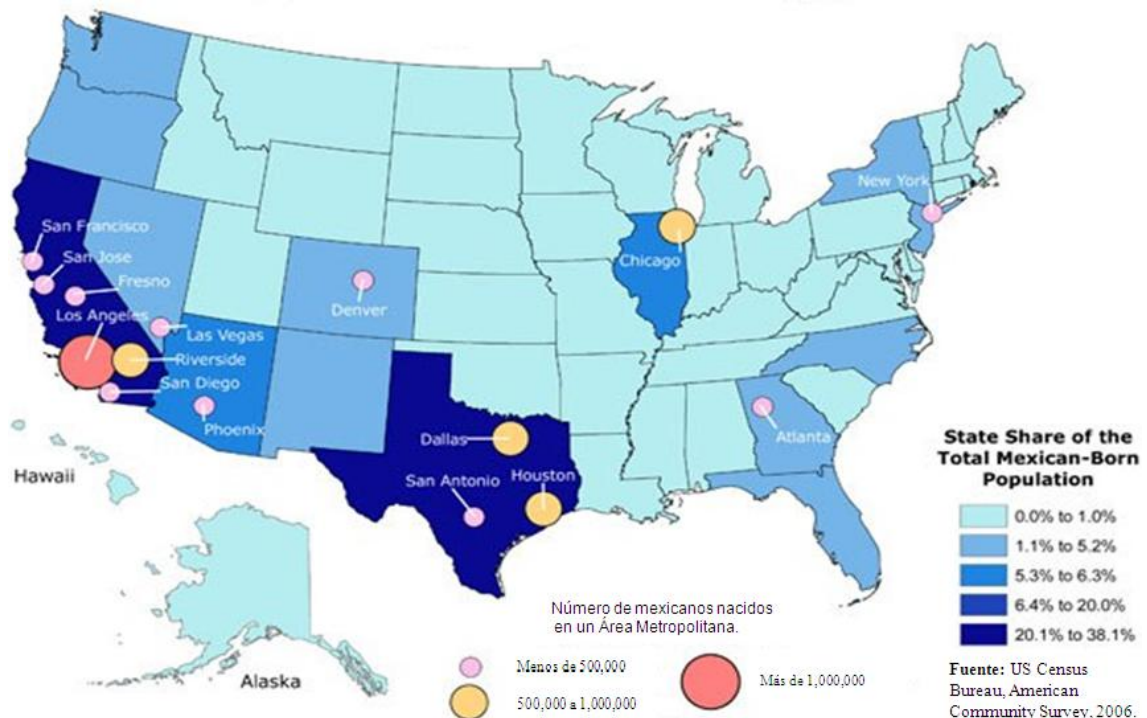 New York
San Francisco
San Jose
Chicago
Fresno
Denver
Los Angeles
Las Vegas
Riverside
San Diego
Phoenix
Dallas
Atlanta
San Antonio
Houston
Hawaii
Alaska
State Share of the
Total Mexican-Born
Population
0.0% to 1.0%
1.1% to 5.2%
5.3% to 6.3%
6.4% to 20.0%
20.1% to 38.1%
Número de mexicanos nacidos
en un Área Metropolitana.
Menos de 500,000
500,000 a 1,000,000
Más de 1,000,000
Fuente: US Census
Bureau, American
Community Survey, 2006.